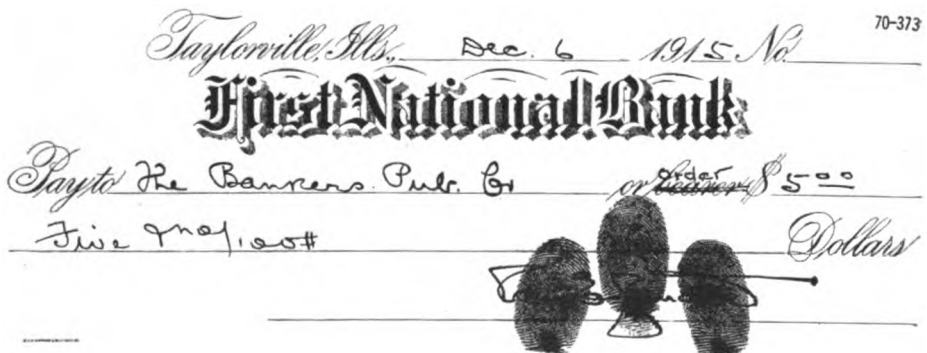 70-373
Taylorville, Ills., Dec. 6 1915 No.
First National Bank
Pay to The Bankers. Pub. Co or order bearer $ 5 00
Five no/100 Dollars